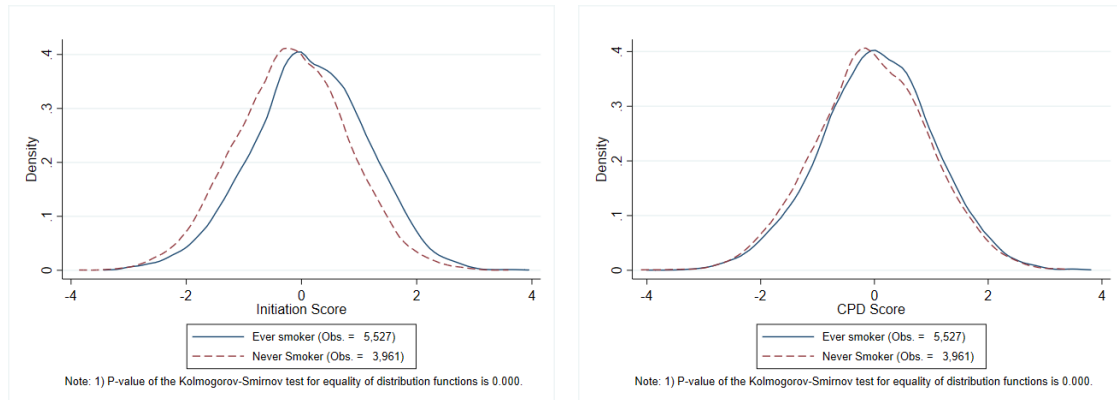 Density
.4
.3
.2
.1
0
-4 -2 0 2 4
Initiation Score
Ever smoker (Obs. = 5,527)
Never Smoker (Obs. = 3,961)
Note: 1) P-value of the Kolmogorov-Smirnov test for equality of distribution functions is 0.000.
Density
.4
.3
.2
.1
0
-4 -2 0 2 4
CPD Score
Ever smoker (Obs. = 5,527)
Never Smoker (Obs. = 3,961)
Note: 1) P-value of the Kolmogorov-Smirnov test for equality of distribution functions is 0.000.